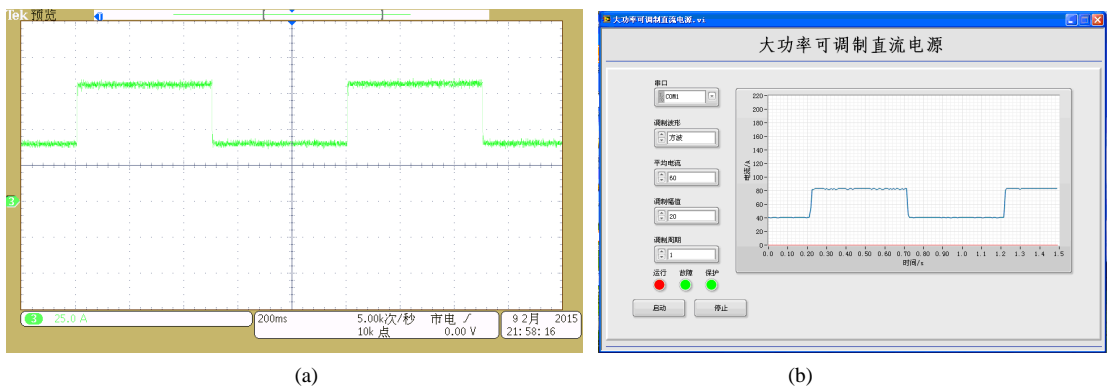 Tek 预览
3
3 25.0 A
200ms 5.00k次/秒 市电
10k 点 0.00 V
9 2月 2015
21:58:16
(a)
大功率可调制直流电源.vi
大功率可调制直流电源
串口
COM1
调制波形
方波
平均电流
60
调制幅值
20
调制周期
1
运行 故障 保护
启动 停止
电流/A
220
200
180
160
140
120
100
80
60
40
20
0
0.0 0.10 0.20 0.30 0.40 0.50 0.60 0.70 0.80 0.90 1.0 1.1 1.2 1.3 1.4 1.5
时间/s
(b)